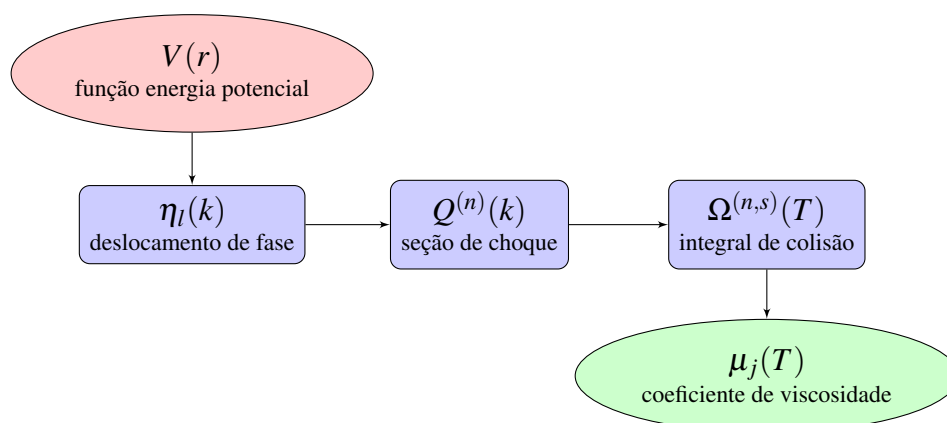 V(r)
função energia potencial
η_l(k)
deslocamento de fase
Q^(n)(k)
seção de choque
Ω^(n,s)(T)
integral de colisão
μ_j(T)
coeficiente de viscosidade